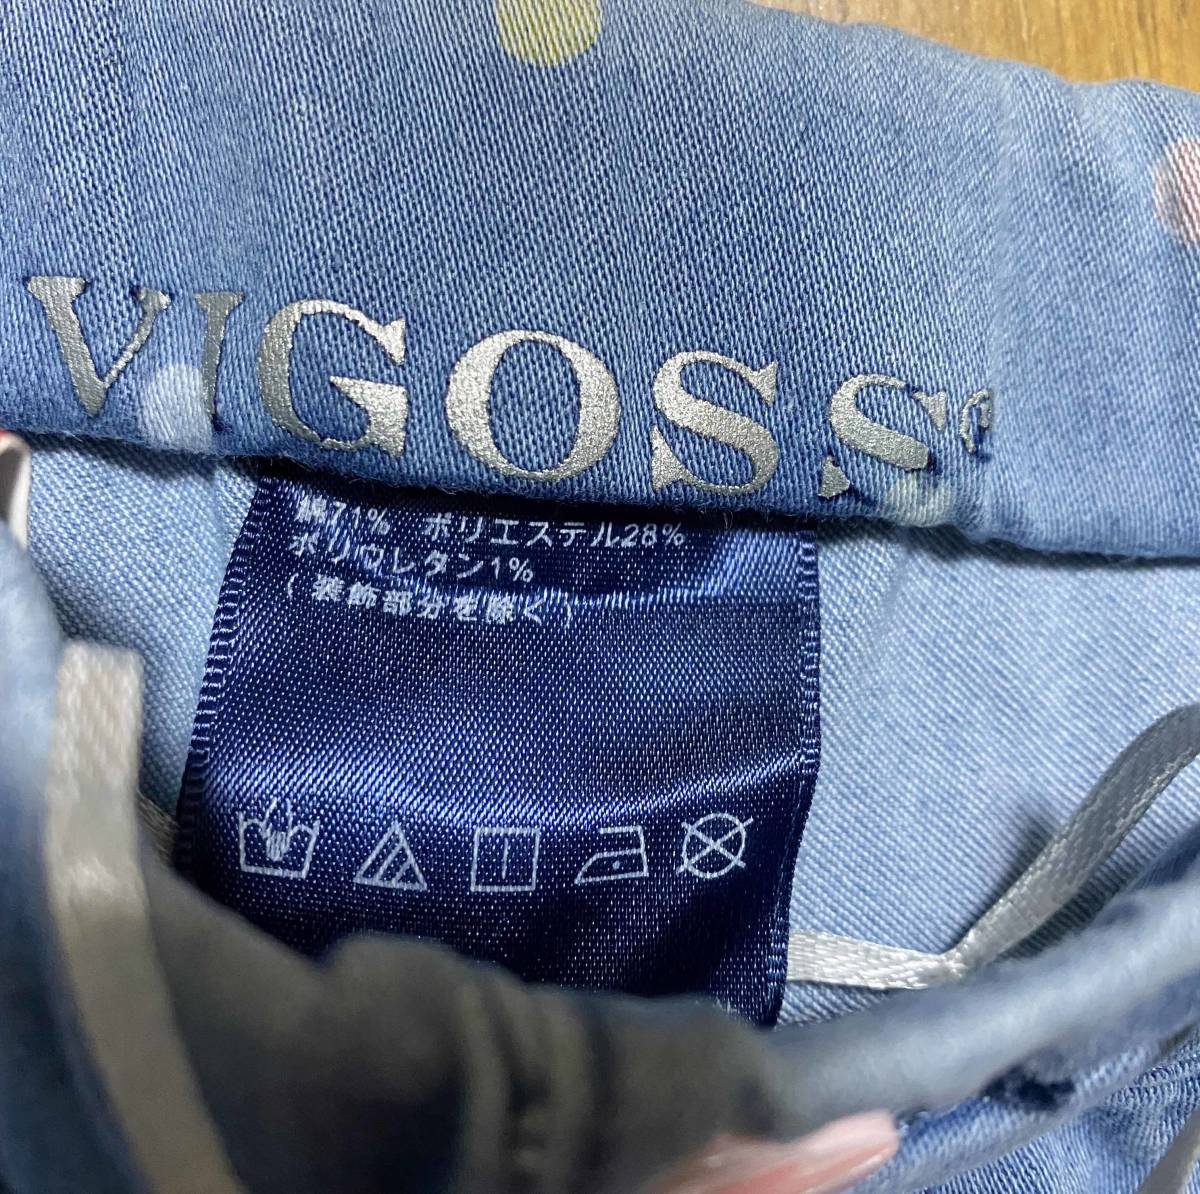 VIGOSS
綿71% ポリエステル28%
ポリウレタン1%
( 装飾部分を除く )